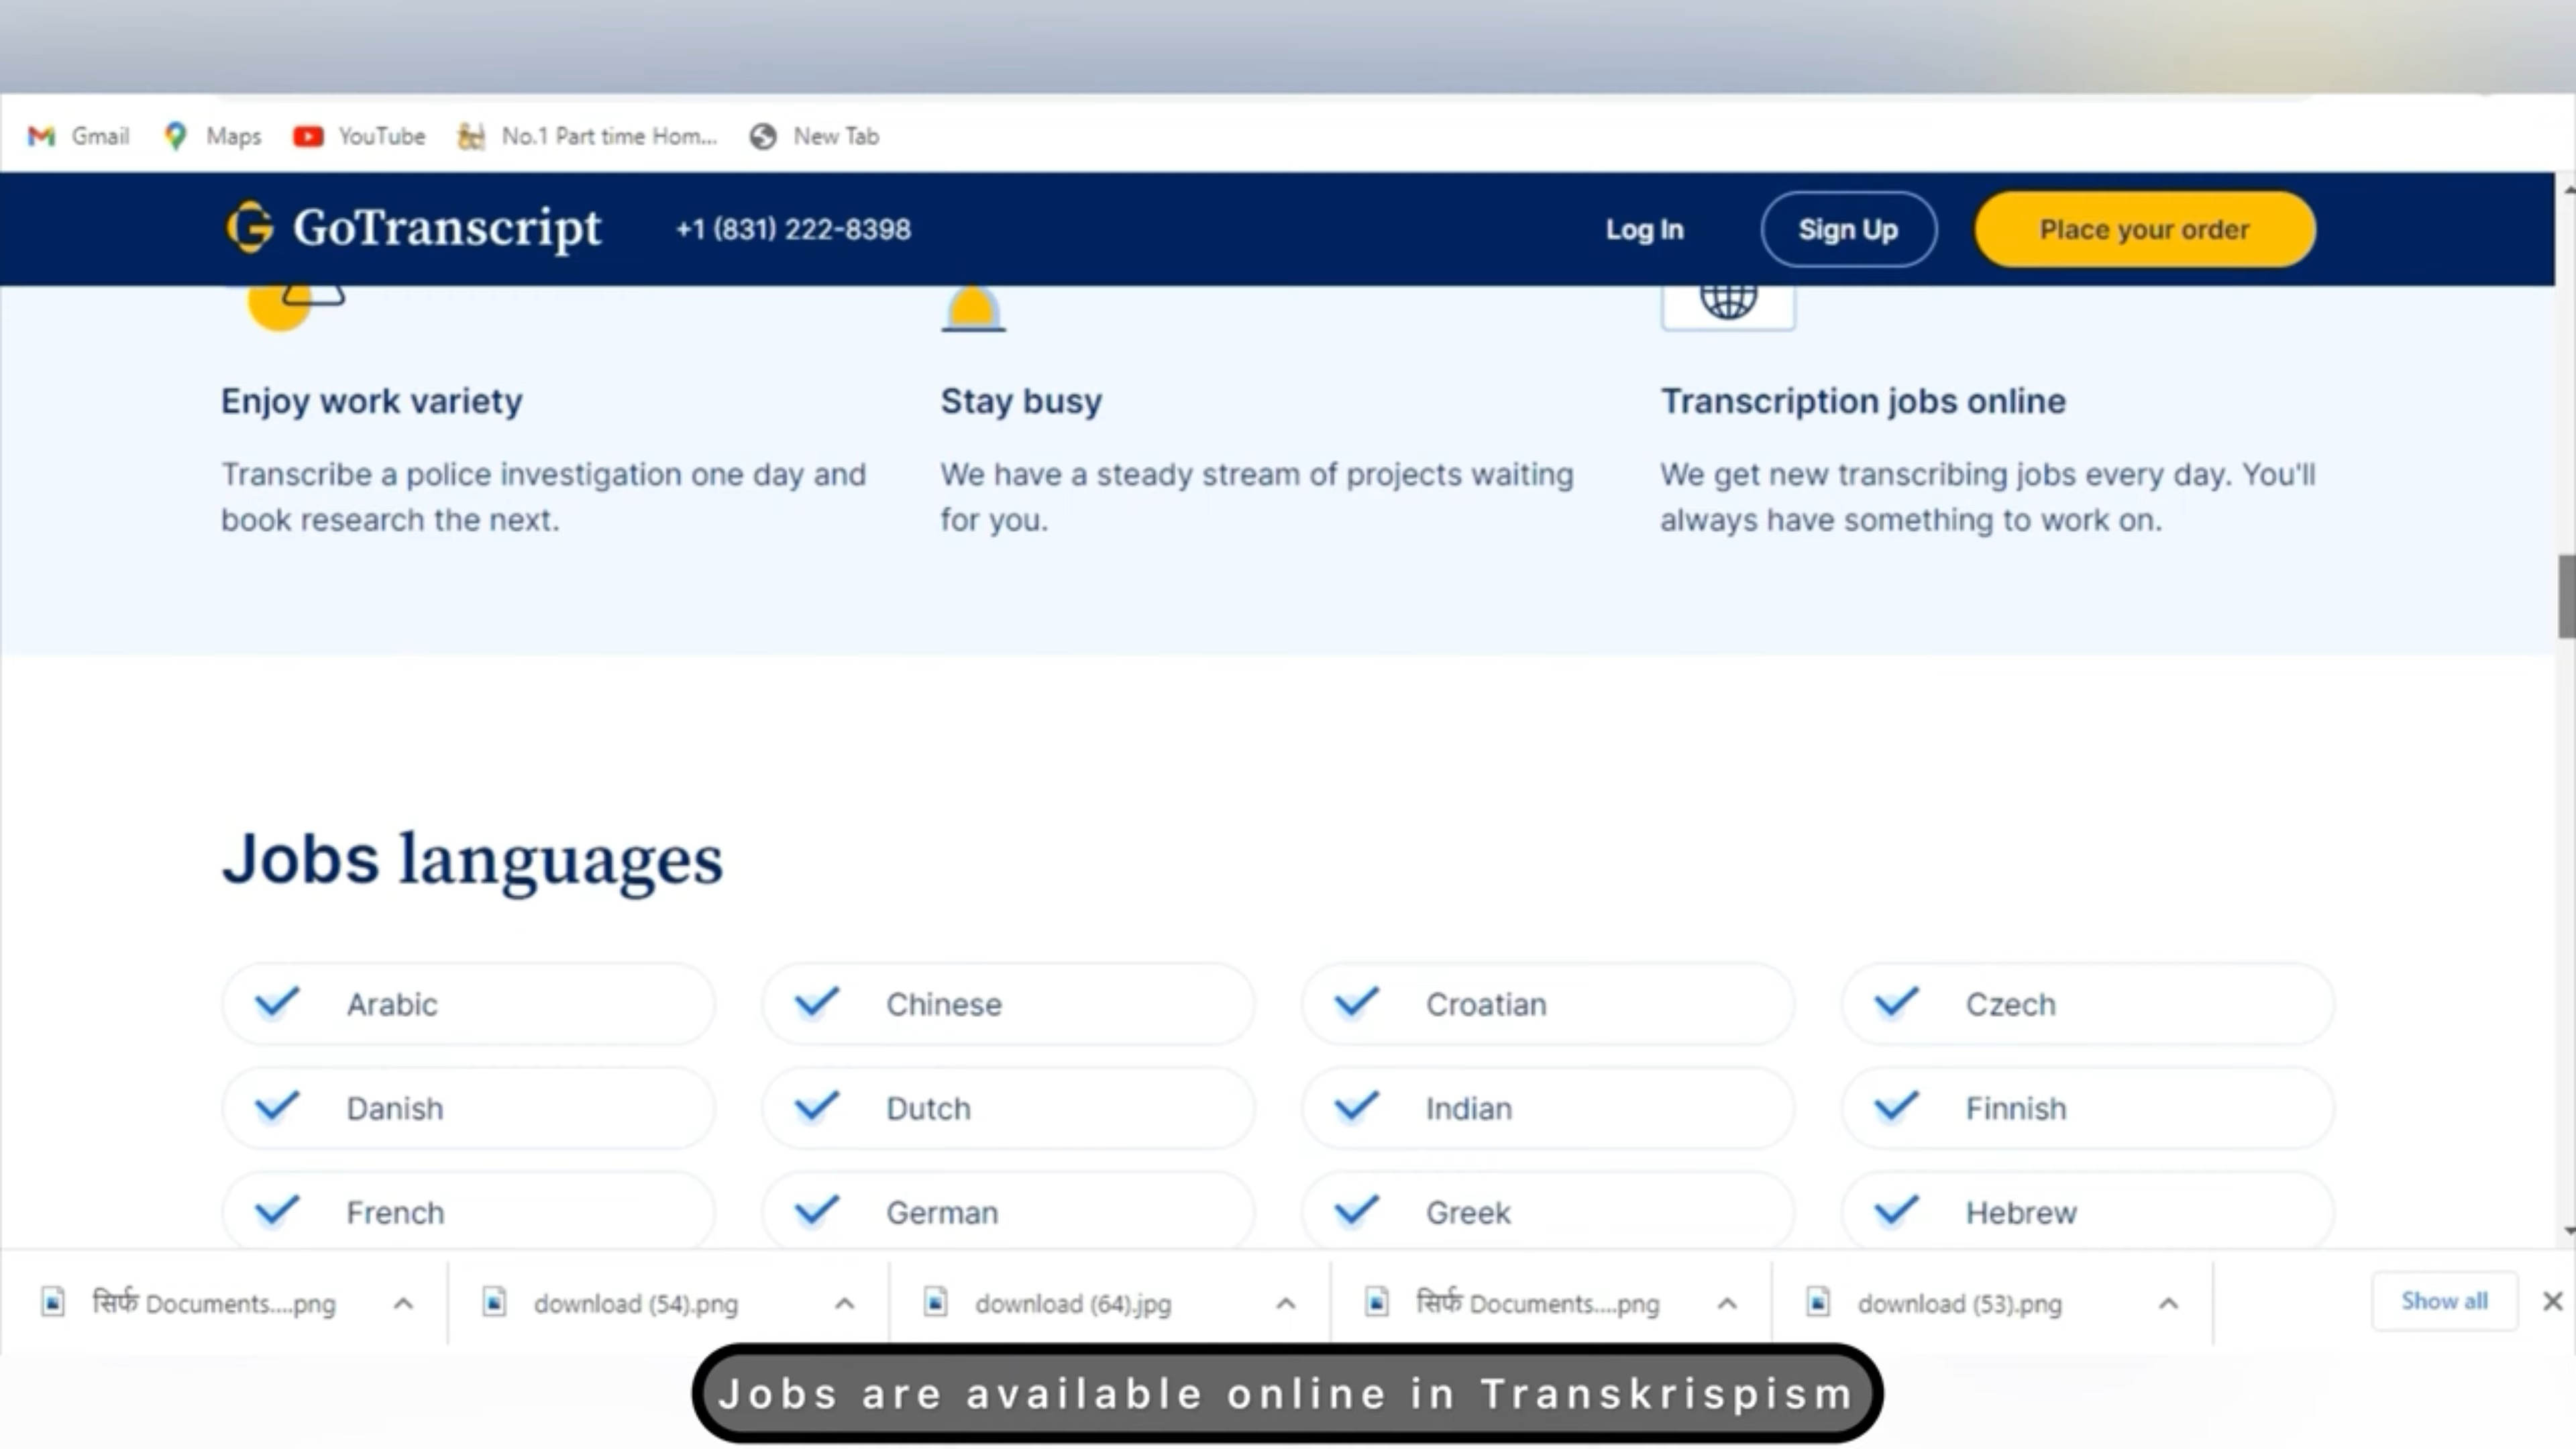 Gmail Maps YouTube No.1 Part time Hom... New Tab
GoTranscript +1 (831) 222-8398 Log In Sign Up Place your order
Enjoy work variety
Transcribe a police investigation one day and
book research the next.
Stay busy
We have a steady stream of projects waiting
for you.
Transcription jobs online
We get new transcribing jobs every day. You'll
always have something to work on.
Jobs languages
Arabic Chinese Croatian Czech
Danish Dutch Indian Finnish
French German Greek Hebrew
सिर्फ Documents....png download (54).png download (64).jpg सिर्फ Documents....png download (53).png Show all
Jobs are available online in Transkrispism